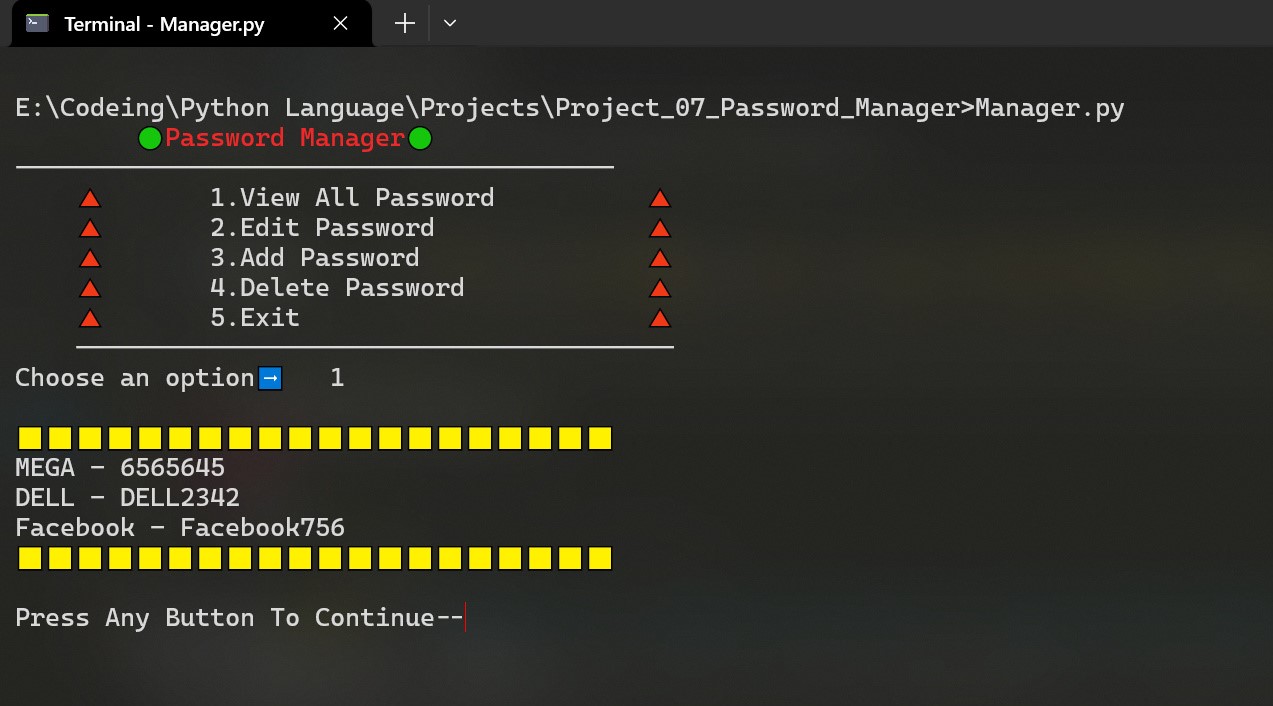 Terminal - Manager.py
E:\Codeing\Python Language\Projects\Project_07_Password_Manager>Manager.py
Password Manager
1.View All Password
2.Edit Password
3.Add Password
4.Delete Password
5.Exit
Choose an option➡ 1
MEGA - 6565645
DELL - DELL2342
Facebook - Facebook756
Press Any Button To Continue--